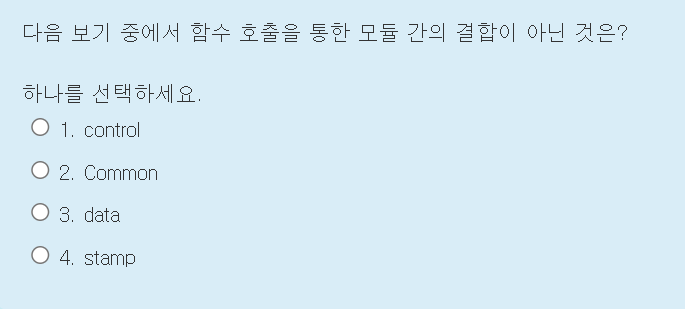 다음 보기 중에서 함수 호출을 통한 모듈 간의 결합이 아닌 것은?
하나를 선택하세요.
1. control
2. Common
3. data
4. stamp